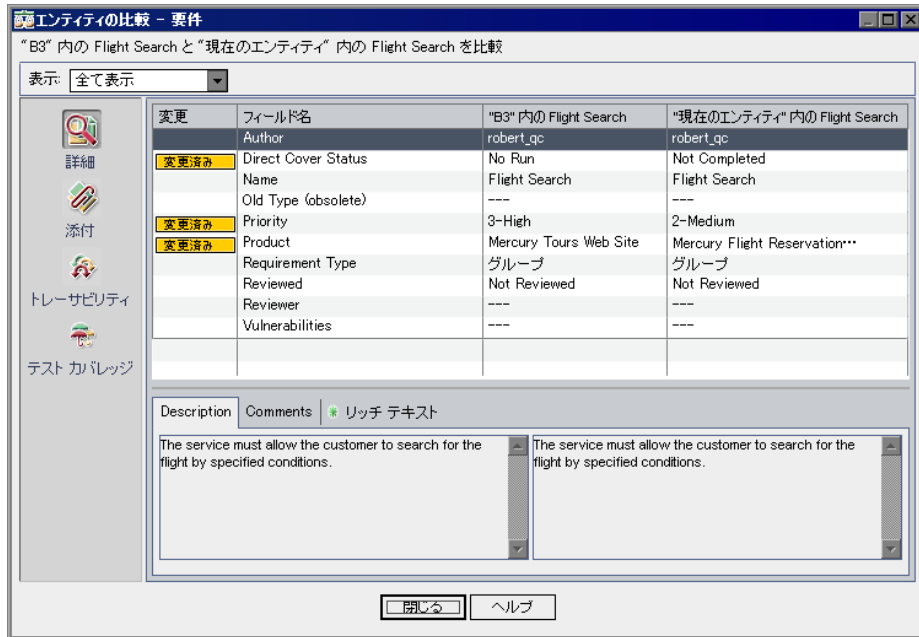 エンティティの比較 - 要件
"B3" 内の Flight Search と "現在のエンティティ" 内の Flight Search を比較
表示: 全て表示
詳細
添付
トレーサビリティ
テスト カバレッジ
変更 フィールド名 "B3" 内の Flight Search "現在のエンティティ" 内の Flight Search
Author robert_qc robert_qc
変更済み Direct Cover Status No Run Not Completed
Name Flight Search Flight Search
Old Type (obsolete) --- ---
変更済み Priority 3-High 2-Medium
変更済み Product Mercury Tours Web Site Mercury Flight Reservation…
Requirement Type グループ グループ
Reviewed Not Reviewed Not Reviewed
Reviewer --- ---
Vulnerabilities --- ---
Description Comments リッチ テキスト
The service must allow the customer to search for the
flight by specified conditions.
The service must allow the customer to search for the
flight by specified conditions.
閉じる ヘルプ